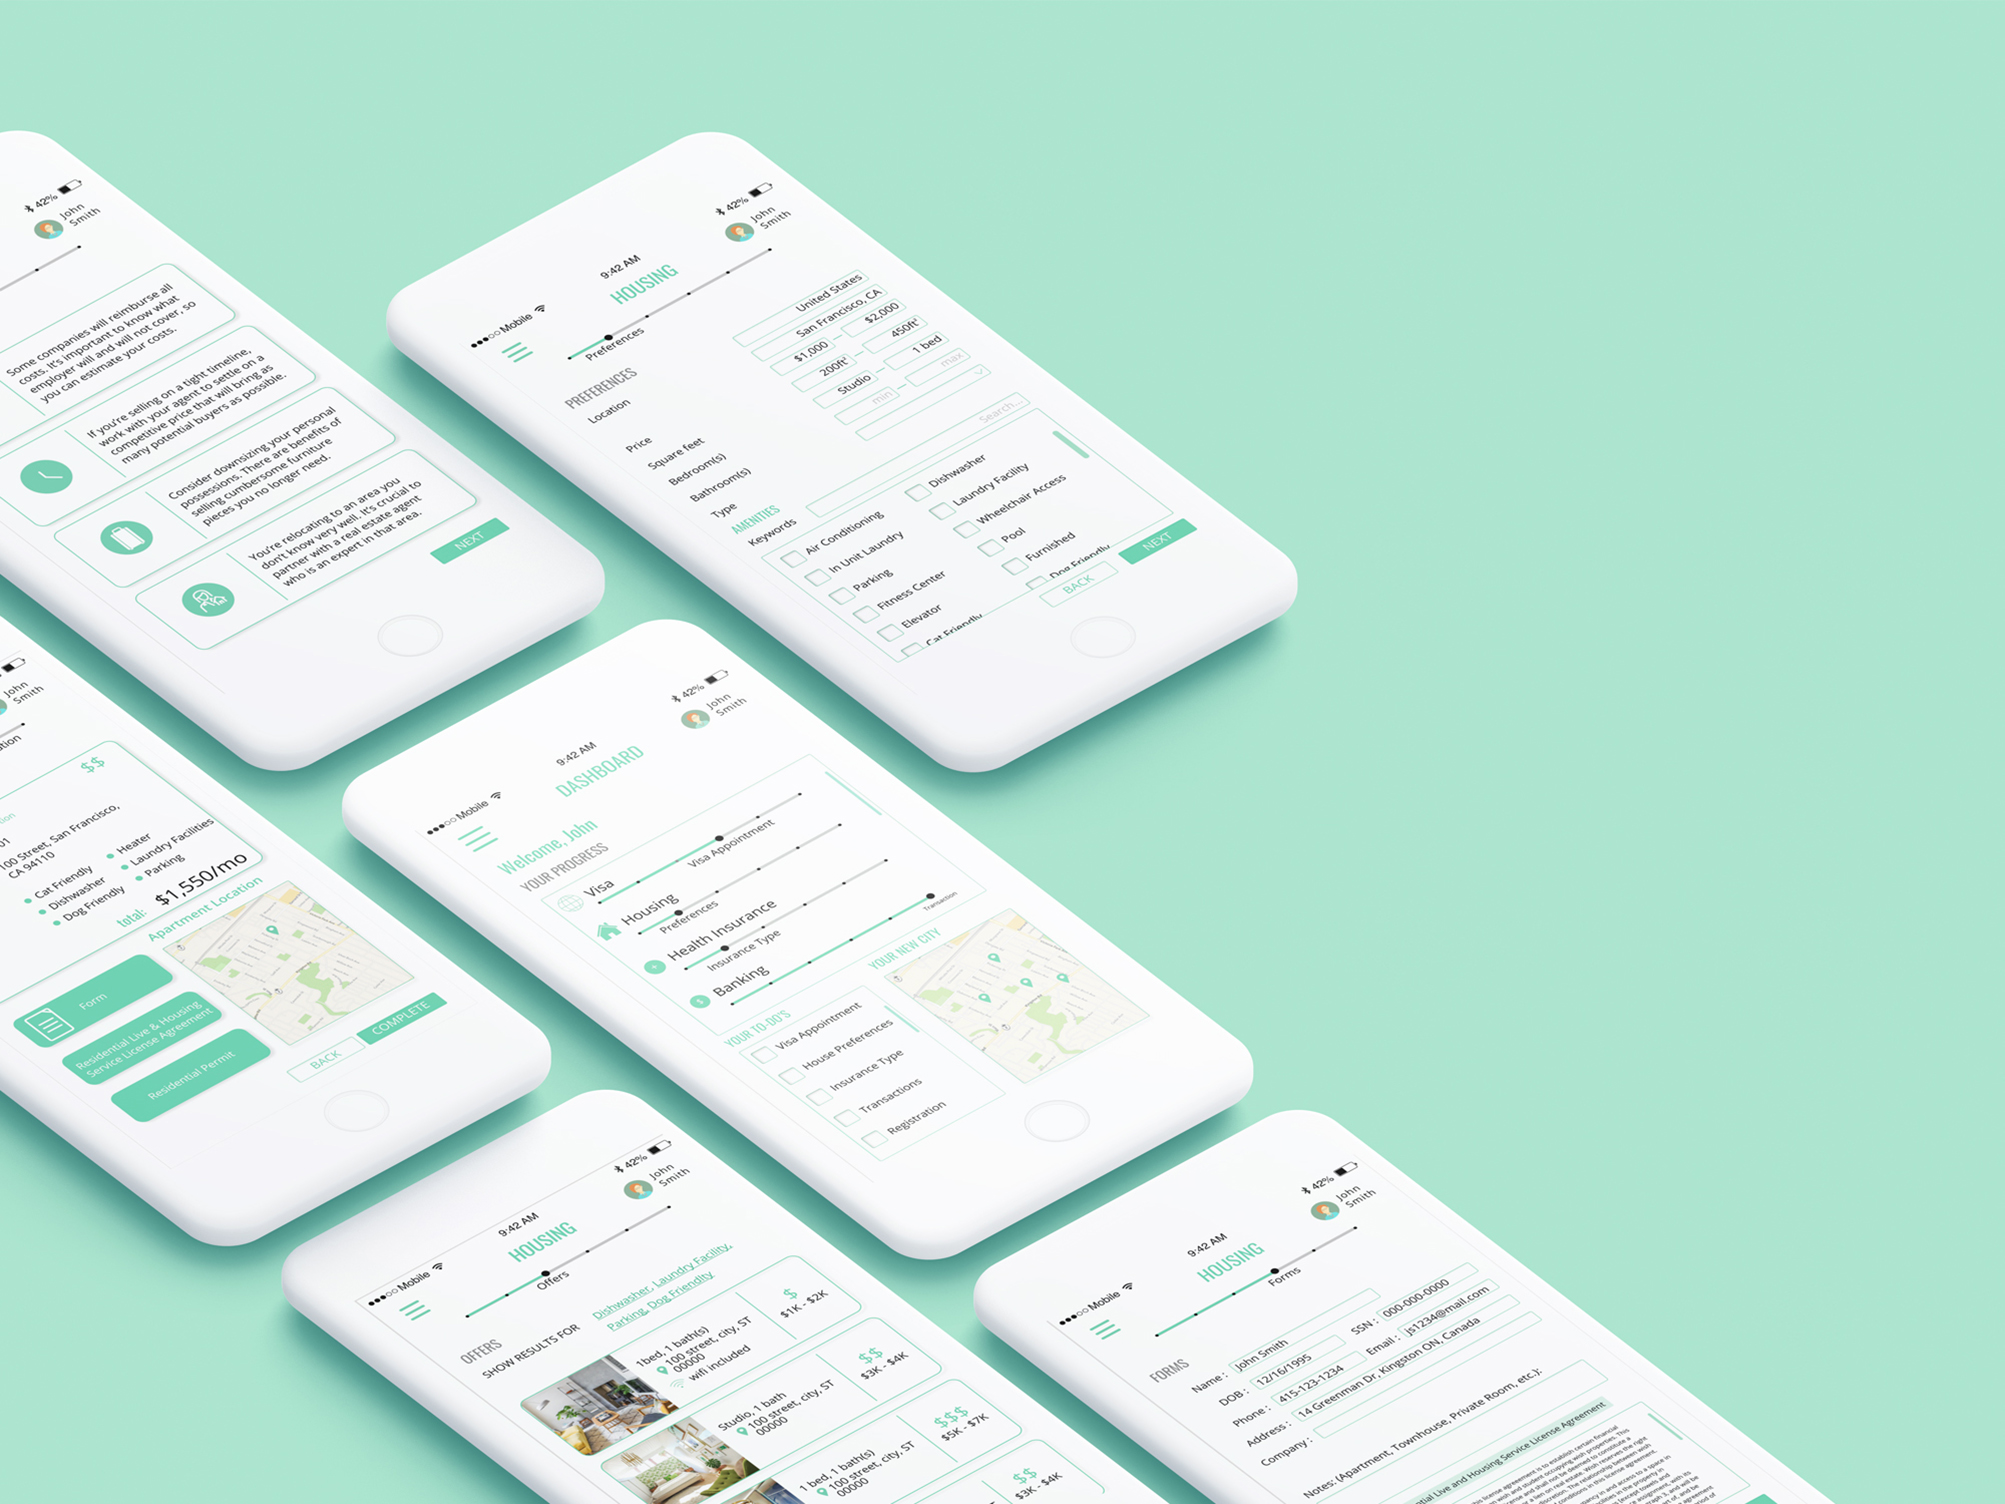 42%
John
Smith
Some companies will reimburse all
costs. It's important to know what
employer will and will not cover, so
you can estimate your costs.
If you're selling on a tight timeline,
work with your agent to settle on a
competitive price that will bring as
many potential buyers as possible.
Consider downsizing your personal
possessions. There are benefits of
selling cumbersome furniture
pieces you no longer need.
You're relocating to an area you
don't know very well. It's crucial to
partner with a real estate agent
who is an expert in that area.
NEXT
Mobile
9:42 AM
42%
John
Smith
HOUSING
Preferences
PREFERENCES
Location
United States
San Francisco, CA
Price
$1,000 – $2,000
Square feet
200ft² – 450ft²
Bedroom(s)
Studio – 1 bed
Bathroom(s)
min – max
Type
AMENITIES
Keywords
Search...
Air Conditioning
Dishwasher
In Unit Laundry
Laundry Facility
Parking
Wheelchair Access
Fitness Center
Pool
Elevator
Furnished
Cat Friendly
Dog Friendly
BACK
NEXT
John
Smith
$$
100 Street, San Francisco,
CA 94110
Cat Friendly
Dishwasher
Dog Friendly
Heater
Laundry Facilities
Parking
total: $1,550/mo
Apartment Location
Form
Residential Live & Housing
Service License Agreement
Residential Permit
BACK
COMPLETE
Mobile
9:42 AM
42%
John
Smith
DASHBOARD
Welcome, John
YOUR PROGRESS
Visa
Visa Appointment
Housing
Preferences
Health Insurance
Insurance Type
Banking
Transaction
YOUR TO-DO'S
Visa Appointment
House Preferences
Insurance Type
Transactions
Registration
YOUR NEW CITY
Mobile
9:42 AM
42%
John
Smith
HOUSING
Offers
OFFERS
SHOW RESULTS FOR
Dishwasher, Laundry Facility,
Parking, Dog Friendlity
1bed, 1 bath(s)
100 street, city, ST
00000
wifi included
$
$1K - $2K
Studio, 1 bath
100 street, city, ST
00000
$$
$3K - $4K
1 bed, 1 bath(s)
100 street, city, ST
00000
$$$
$5K - $7K
$$
$3K - $4K
Mobile
9:42 AM
42%
John
Smith
HOUSING
Forms
FORMS
Name : John Smith
DOB : 12/16/1995
SSN : 000-000-0000
Phone : 415-123-1234
Email : js1234@mail.com
Address : 14 Greenman Dr, Kingston ON, Canada
Company :
Notes: (Apartment, Townhouse, Private Room, etc.):
Live and Housing Service License Agreement